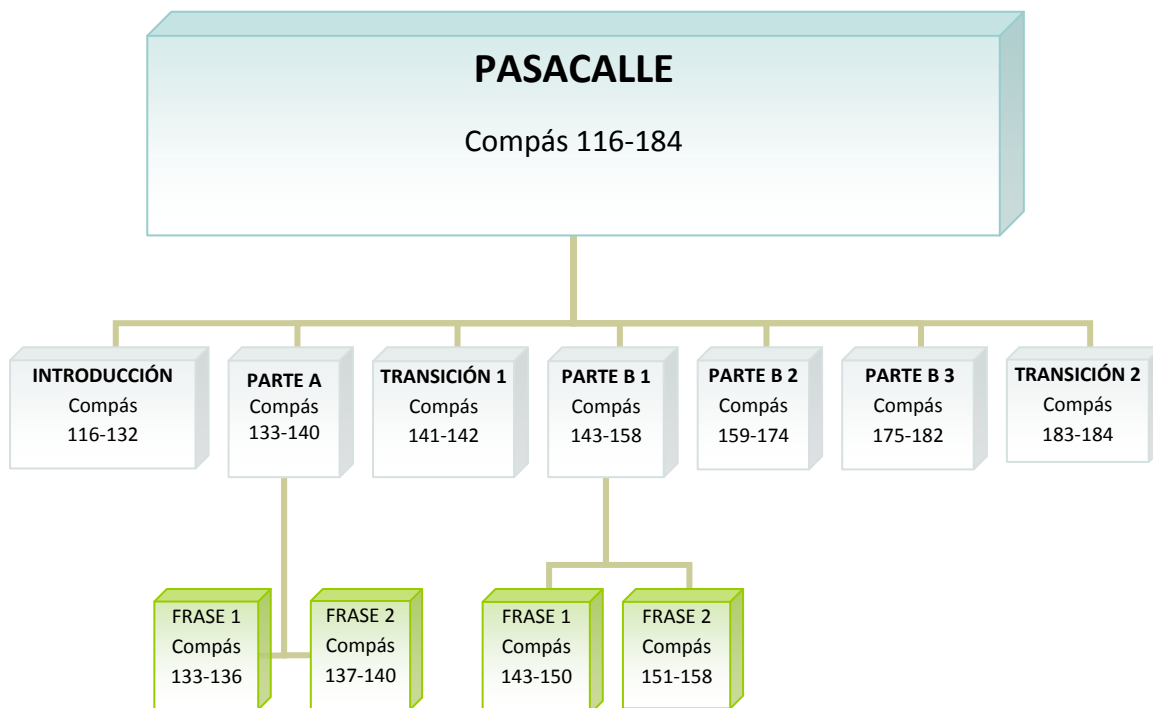 PASACALLE
Compás 116-184
INTRODUCCIÓN
Compás
116-132
PARTE A
Compás
133-140
TRANSICIÓN 1
Compás
141-142
PARTE B 1
Compás
143-158
PARTE B 2
Compás
159-174
PARTE B 3
Compás
175-182
TRANSICIÓN 2
Compás
183-184
FRASE 1
Compás
133-136
FRASE 2
Compás
137-140
FRASE 1
Compás
143-150
FRASE 2
Compás
151-158